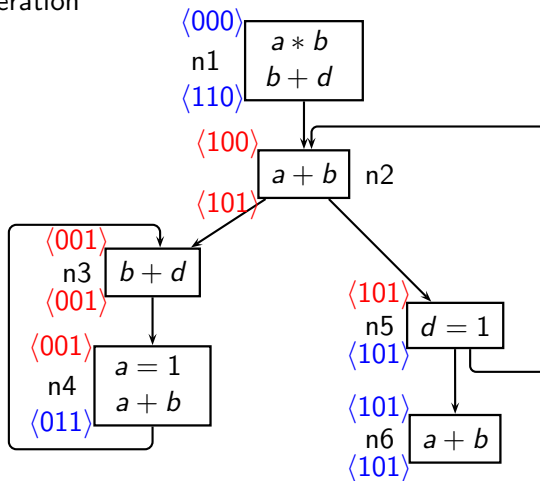 eration
⟨000⟩
n1
a ∗ b
b + d
⟨110⟩
⟨100⟩
a + b
n2
⟨101⟩
⟨001⟩
n3
b + d
⟨001⟩
⟨001⟩
n4
a = 1
a + b
⟨011⟩
⟨101⟩
n5
d = 1
⟨101⟩
⟨101⟩
n6
a + b
⟨101⟩